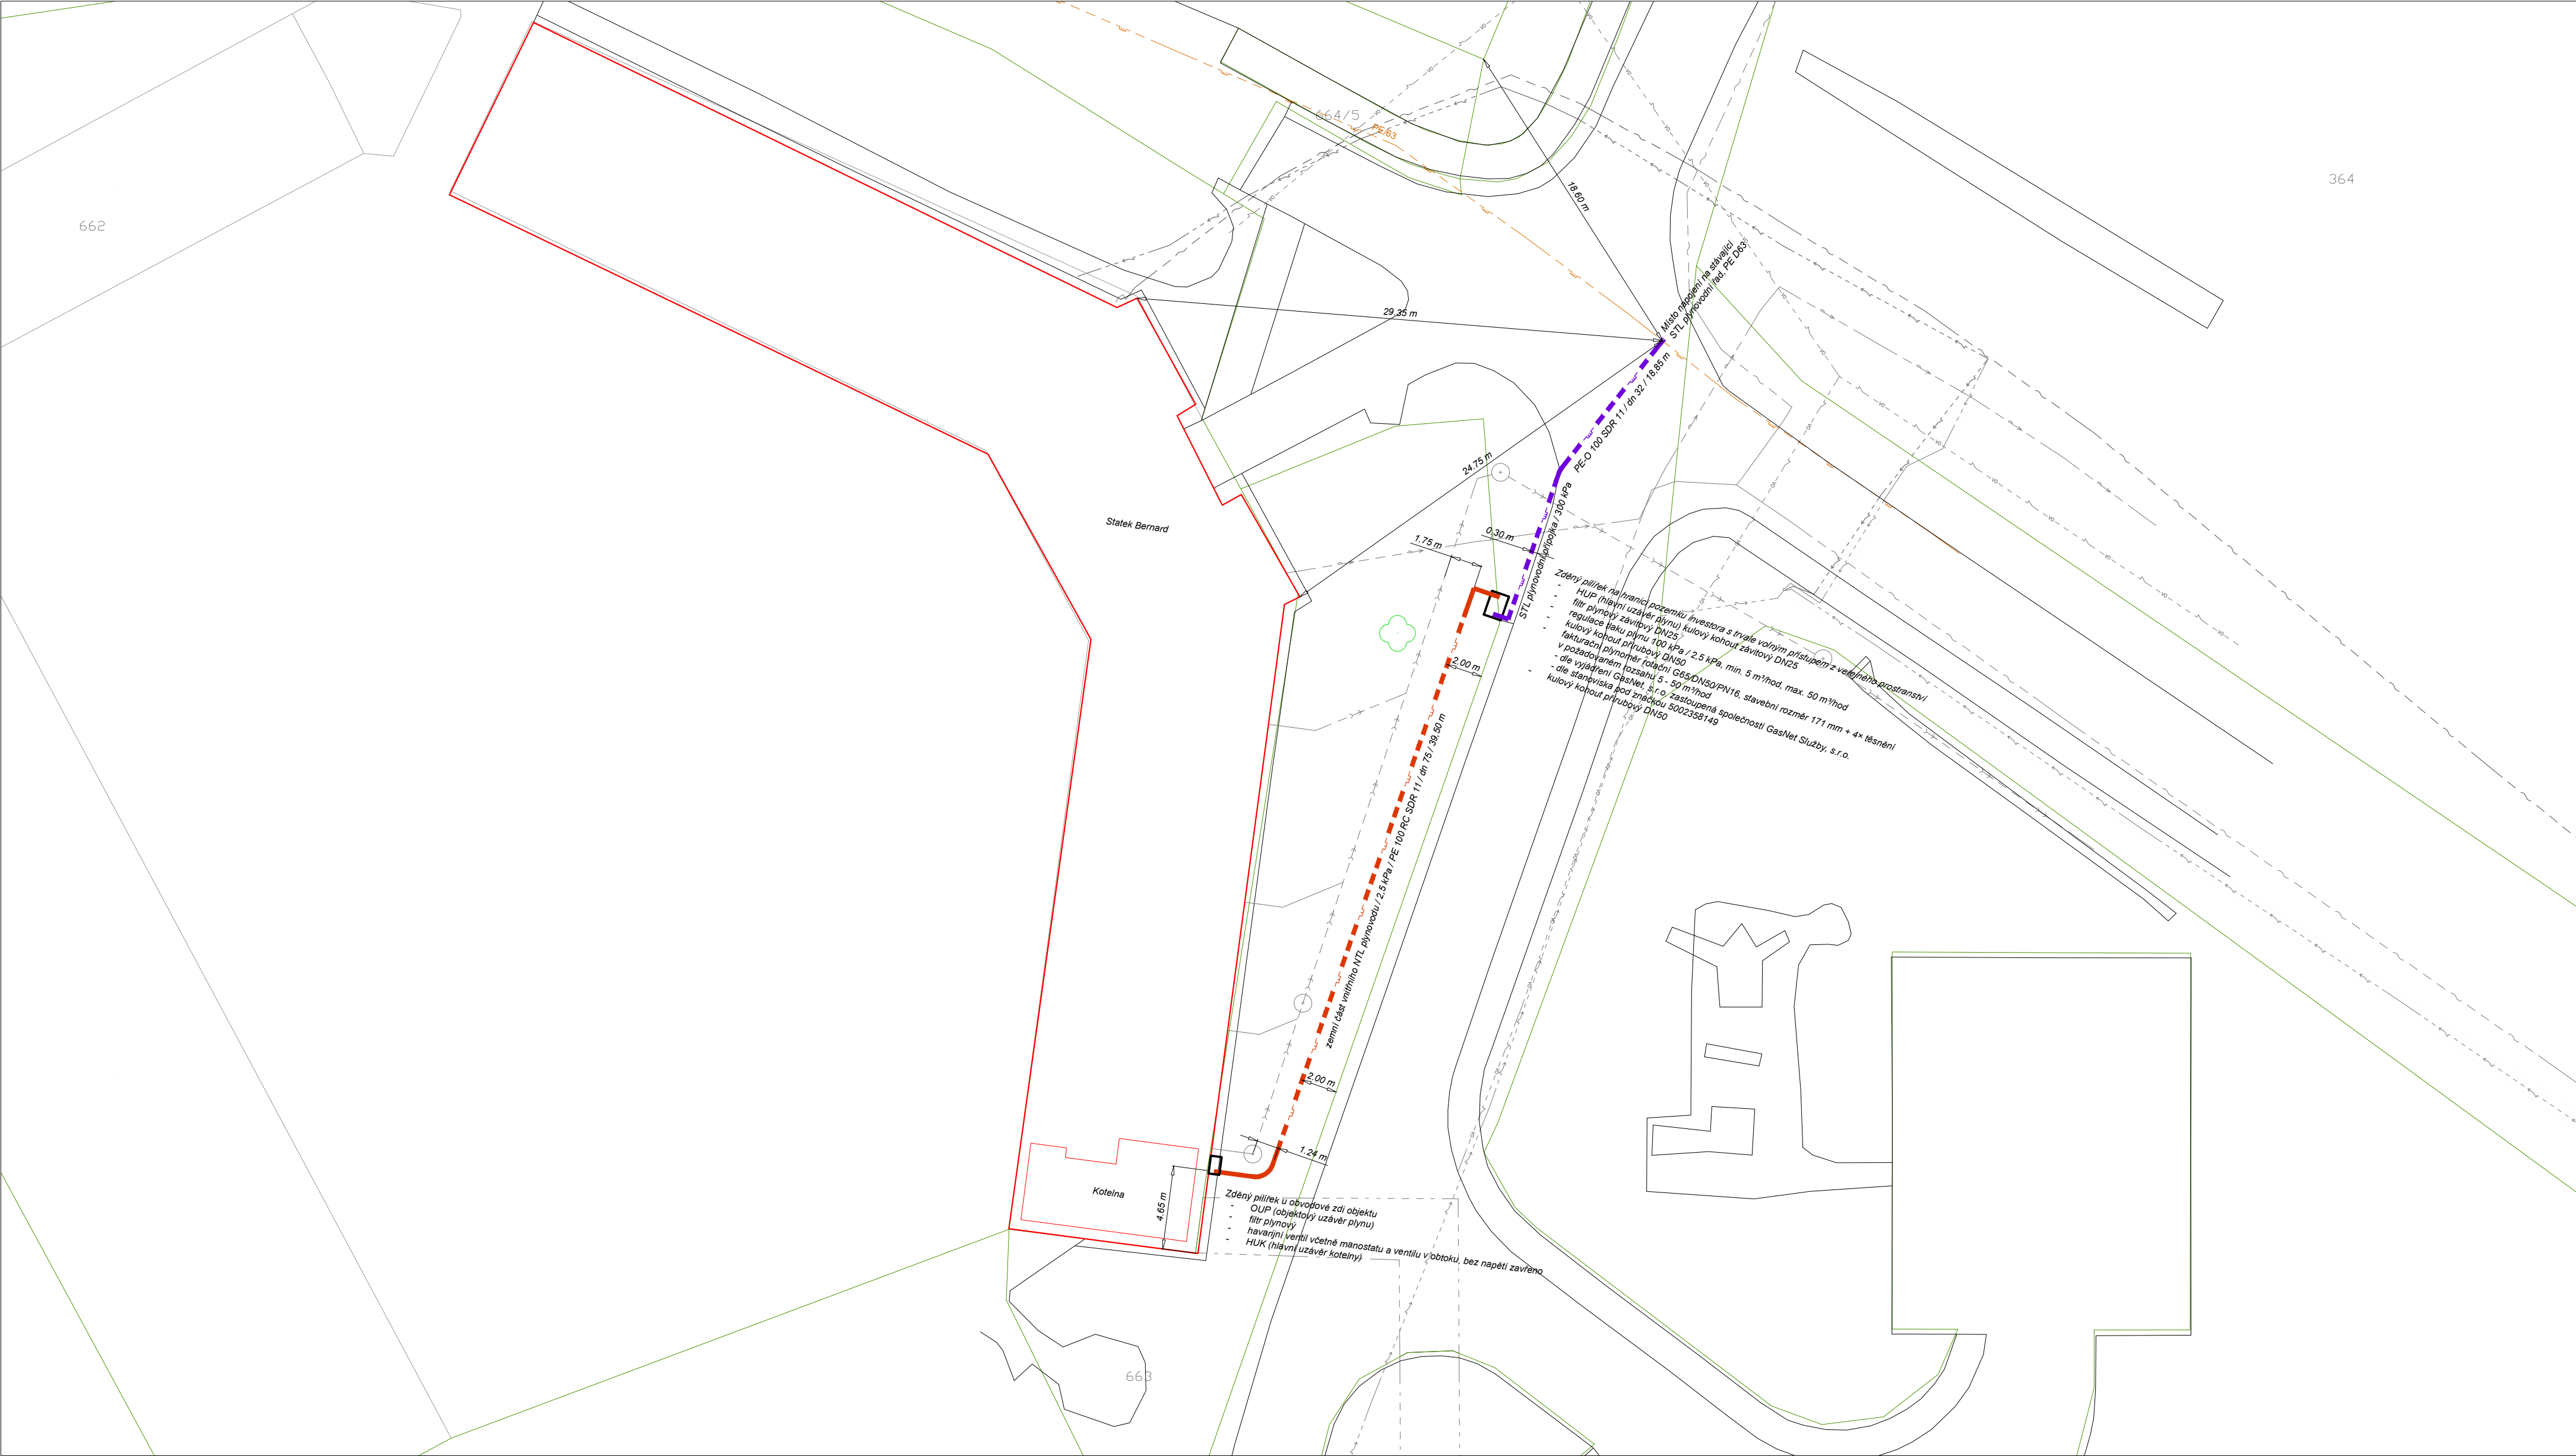 664/5
PE/63
364
662
18.60 m
Místo napojení na stávající
STL plynovodní řad, PE D63
29.35 m
PE-O 100 SDR 11 / dn 32 / 18.85 m
24.75 m
Statek Bernard
0.30 m
1.75 m
STL plynovodní přípojka / 300 kPa
Zděný pilířek na hranici pozemku investora s trvale volným přístupem z veřejného prostranství
- HUP (hlavní uzávěr plynu) kulový kohout závitový DN25
- filtr plynový závitový DN25
- regulace tlaku plynu 100 kPa / 2.5 kPa, min. 5 m³/hod, max. 50 m³/hod
- kulový kohout přírubový DN50
- fakturační plynoměr rotační G65/DN50/PN16, stavební rozměr 171 mm + 4× těsnění
v požadovaném rozsahu 5 - 50 m³/hod
- dle vyjádření GasNet, s.r.o. zastoupená společností GasNet Služby, s.r.o.
- dle stanoviska pod značkou 5002358149
- kulový kohout přírubový DN50
2.00 m
zemní část vnitřního NTL plynovodu / 2,5 kPa / PE 100 RC SDR 11 / dn 75 / 39.50 m
2.00 m
1.24 m
Kotelna
4.65 m
Zděný pilířek u obvodové zdi objektu
- OUP (objektový uzávěr plynu)
- filtr plynový
- havarijní ventil včetně manostatu a ventilu v obtoku, bez napětí zavřeno
- HUK (hlavní uzávěr kotelny)
663